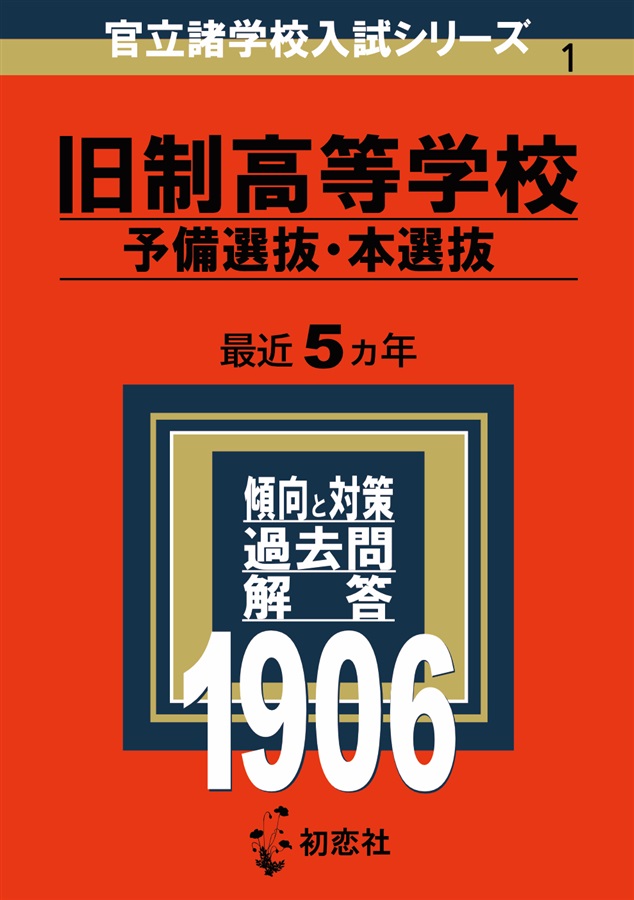 官立諸学校入試シリーズ
1
旧制高等学校
予備選抜・本選抜
最近5ヵ年
傾向と対策
過去問
解答
1906
初恋社